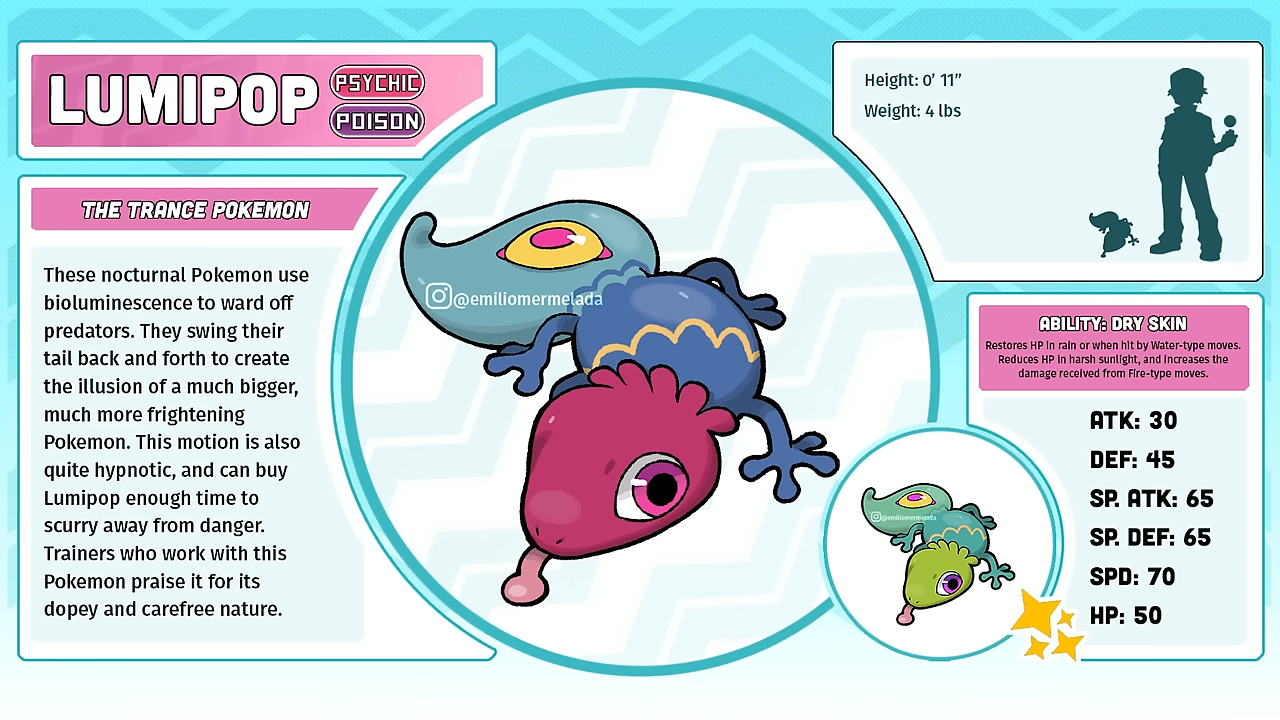 LUMIPOP
PSYCHIC
POISON
THE TRANCE POKEMON
These nocturnal Pokemon use
bioluminescence to ward off
predators. They swing their
tail back and forth to create
the illusion of a much bigger,
much more frightening
Pokemon. This motion is also
quite hypnotic, and can buy
Lumipop enough time to
scurry away from danger.
Trainers who work with this
Pokemon praise it for its
dopey and carefree nature.
@emiliomermelada
Height: 0’ 11”
Weight: 4 lbs
ABILITY: DRY SKIN
Restores HP in rain or when hit by Water-type moves.
Reduces HP in harsh sunlight, and increases the
damage received from Fire-type moves.
ATK: 30
DEF: 45
SP. ATK: 65
SP. DEF: 65
SPD: 70
HP: 50
@emiliomermelada